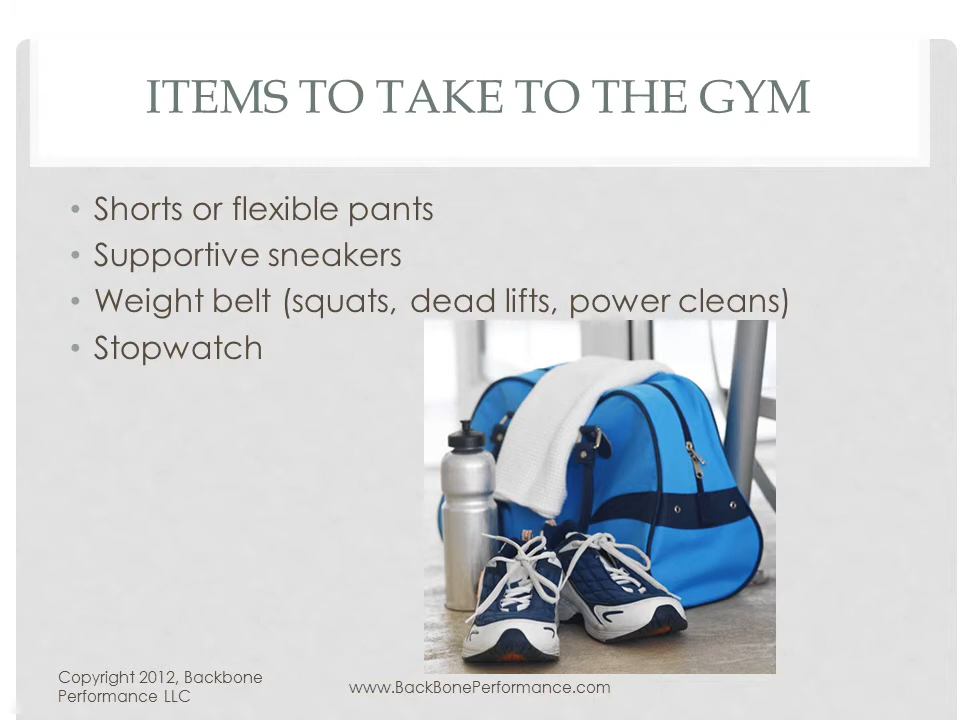 ITEMS TO TAKE TO THE GYM
• Shorts or flexible pants
• Supportive sneakers
• Weight belt (squats, dead lifts, power cleans)
• Stopwatch
Copyright 2012, Backbone
Performance LLC
www.BackBonePerformance.com